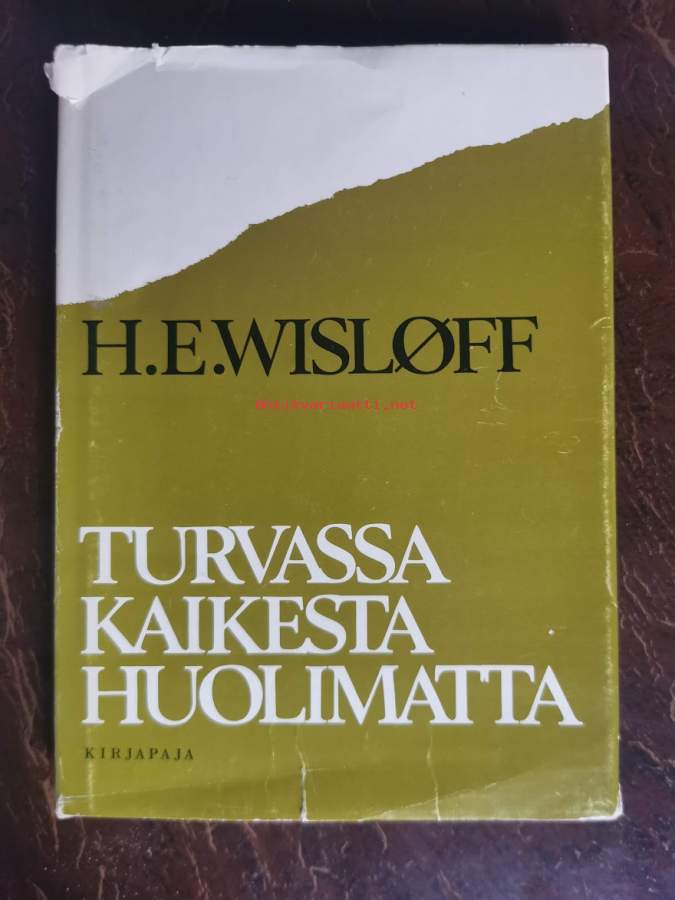 H.E.WISLØFF
Antikvariaatti.net
TURVASSA
KAIKESTA
HUOLIMATTA
KIRJAPAJA